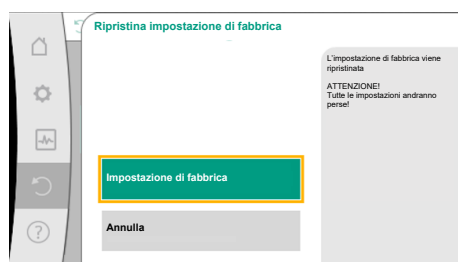 Ripristina impostazione di fabbrica
L'impostazione di fabbrica viene
ripristinata
ATTENZIONE!
Tutte le impostazioni andranno
perse!
Impostazione di fabbrica
Annulla
?